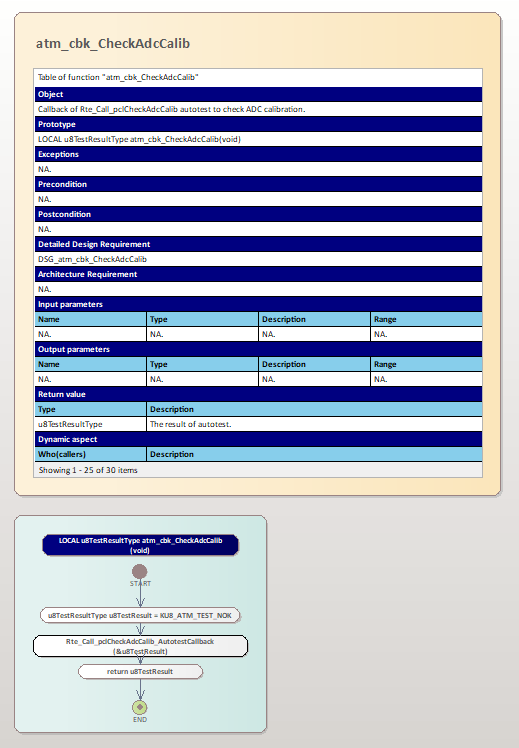 atm_cbk_CheckAdcCalib
Table of function "atm_cbk_CheckAdcCalib"
Object
Callback of Rte_Call_pclCheckAdcCalib autotest to check ADC calibration.
Prototype
LOCAL u8TestResultType atm_cbk_CheckAdcCalib(void)
Exceptions
NA.
Precondition
NA.
Postcondition
NA.
Detailed Design Requirement
DSG_atm_cbk_CheckAdcCalib
Architecture Requirement
NA.
Input parameters
Name Type Description Range
NA. NA. NA. NA.
Output parameters
Name Type Description Range
NA. NA. NA. NA.
Return value
Type Description
u8TestResultType The result of autotest.
Dynamic aspect
Who(callers) Description
Showing 1 - 25 of 30 items
LOCAL u8TestResultType atm_cbk_CheckAdcCalib
(void)
START
u8TestResultType u8TestResult = KU8_ATM_TEST_NOK
Rte_Call_pclCheckAdcCalib_AutotestCallback
(&u8TestResult)
return u8TestResult
END